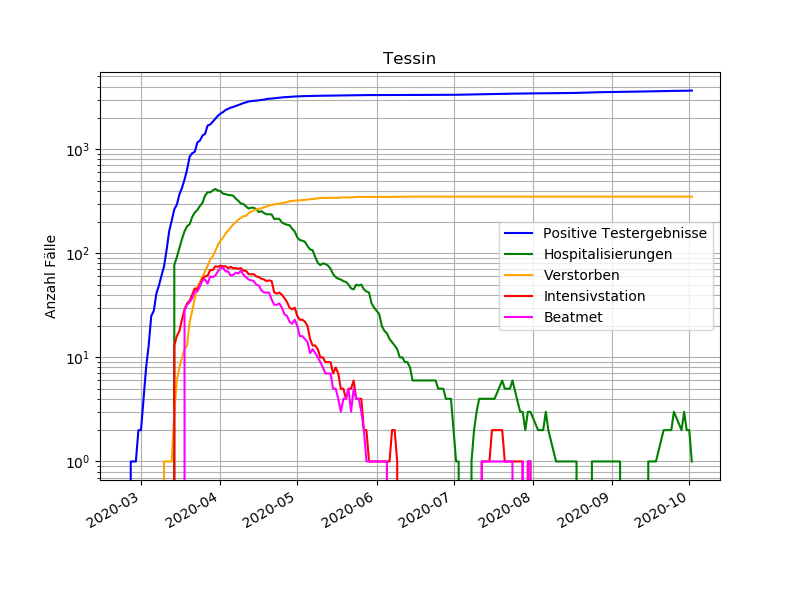 Tessin
Anzahl Fälle
10³
10²
10¹
10⁰
Positive Testergebnisse
Hospitalisierungen
Verstorben
Intensivstation
Beatmet
2020-03
2020-04
2020-05
2020-06
2020-07
2020-08
2020-09
2020-10